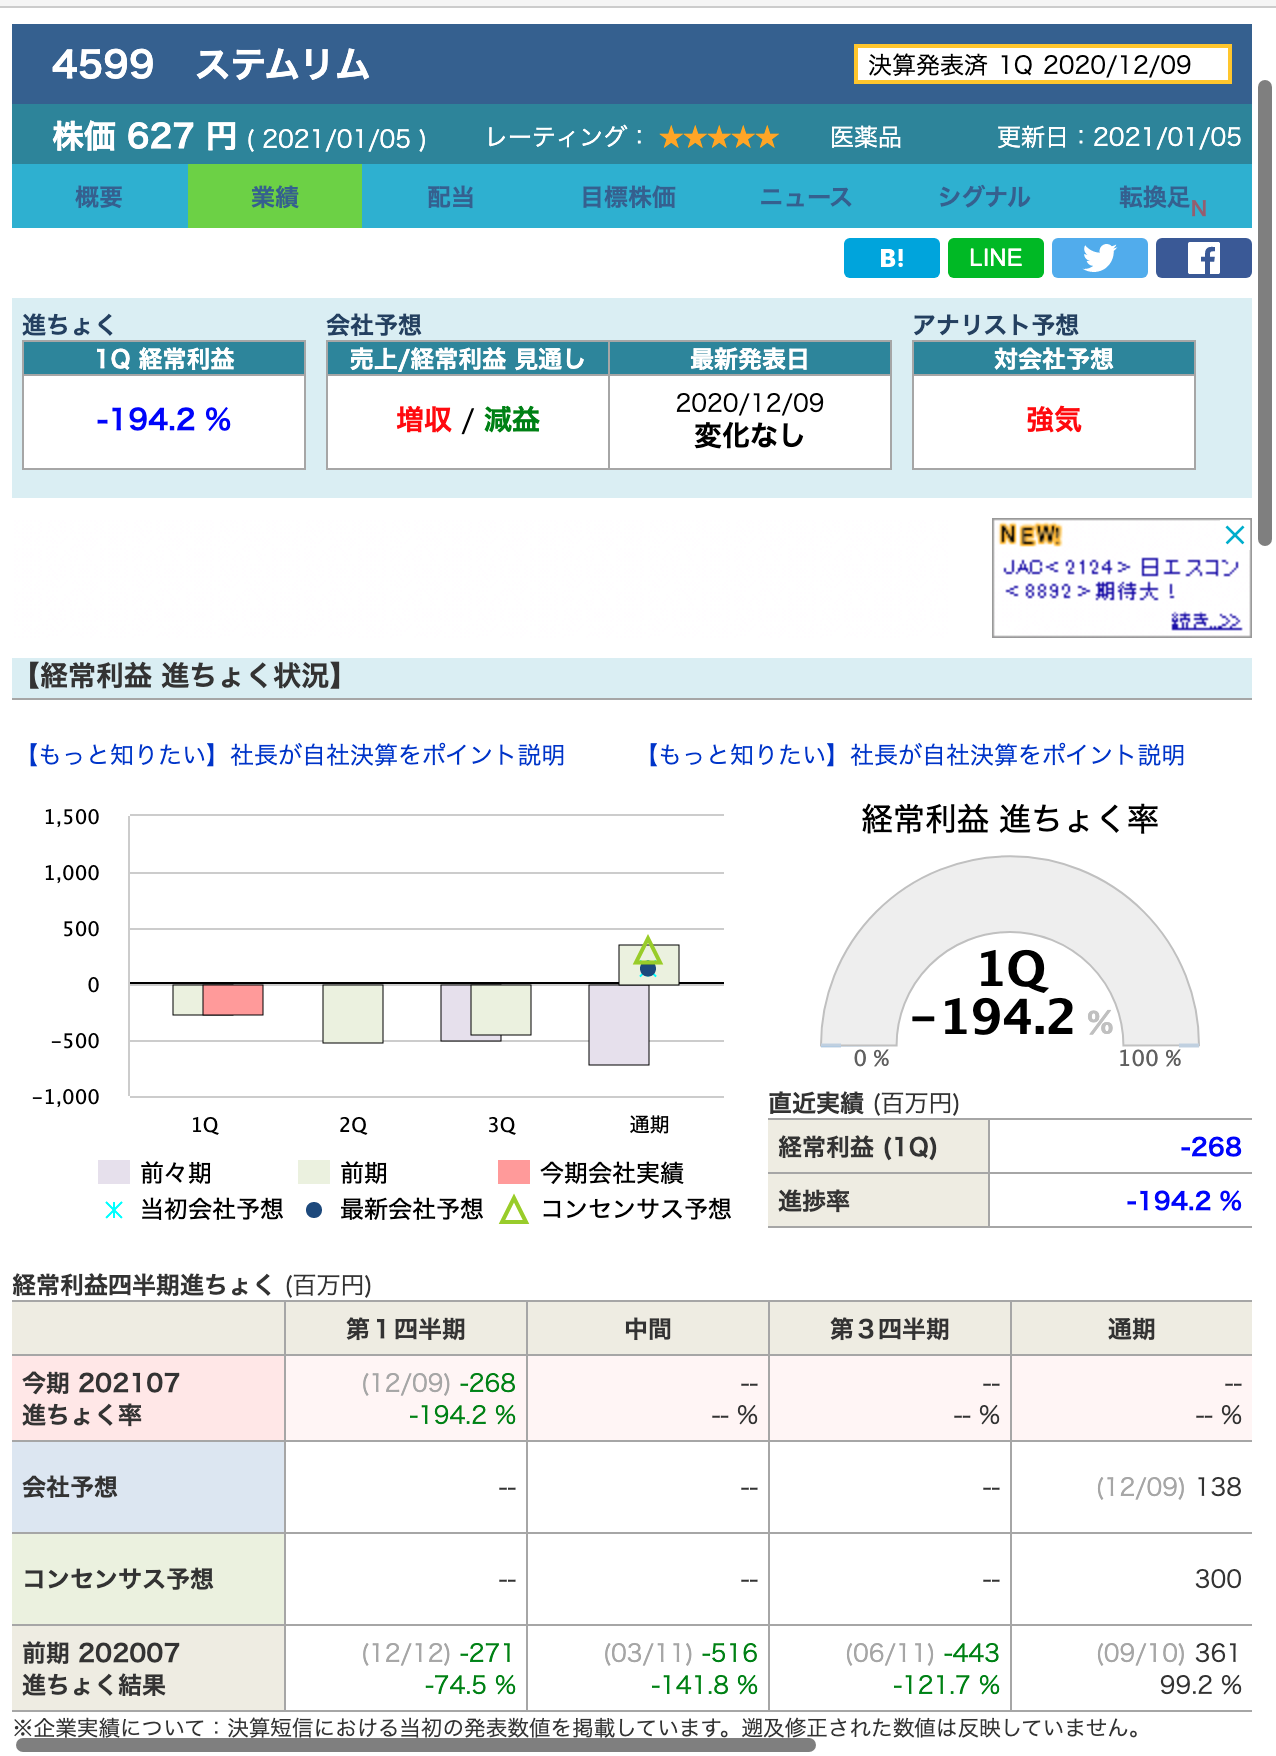 4599　ステムリム
決算発表済 1Q 2020/12/09
株価 627 円 ( 2021/01/05 )
レーティング：★★★★★
医薬品
更新日：2021/01/05
概要
業績
配当
目標株価
ニュース
シグナル
転換足N
B!
LINE
進ちょく
1Q 経常利益
-194.2 %
会社予想
売上/経常利益 見通し
最新発表日
増収 / 減益
2020/12/09
変化なし
アナリスト予想
対会社予想
強気
NEW!
JAC<2124>日エスコン
<8892>期待大！
続き..>>
【経常利益 進ちょく状況】
【もっと知りたい】社長が自社決算をポイント説明
【もっと知りたい】社長が自社決算をポイント説明
1,500
1,000
500
0
-500
-1,000
1Q
2Q
3Q
通期
前々期
前期
今期会社実績
当初会社予想
最新会社予想
コンセンサス予想
経常利益 進ちょく率
1Q
-194.2 %
0 %
100 %
直近実績 (百万円)
経常利益 (1Q) -268
進捗率 -194.2 %
経常利益四半期進ちょく (百万円)
第１四半期 中間 第３四半期 通期
今期 202107 (12/09) -268 -- -- --
進ちょく率 -194.2 % -- % -- % -- %
会社予想 -- -- -- (12/09) 138
コンセンサス予想 -- -- -- 300
前期 202007 (12/12) -271 (03/11) -516 (06/11) -443 (09/10) 361
進ちょく結果 -74.5 % -141.8 % -121.7 % 99.2 %
※企業実績について：決算短信における当初の発表数値を掲載しています。遡及修正された数値は反映していません。